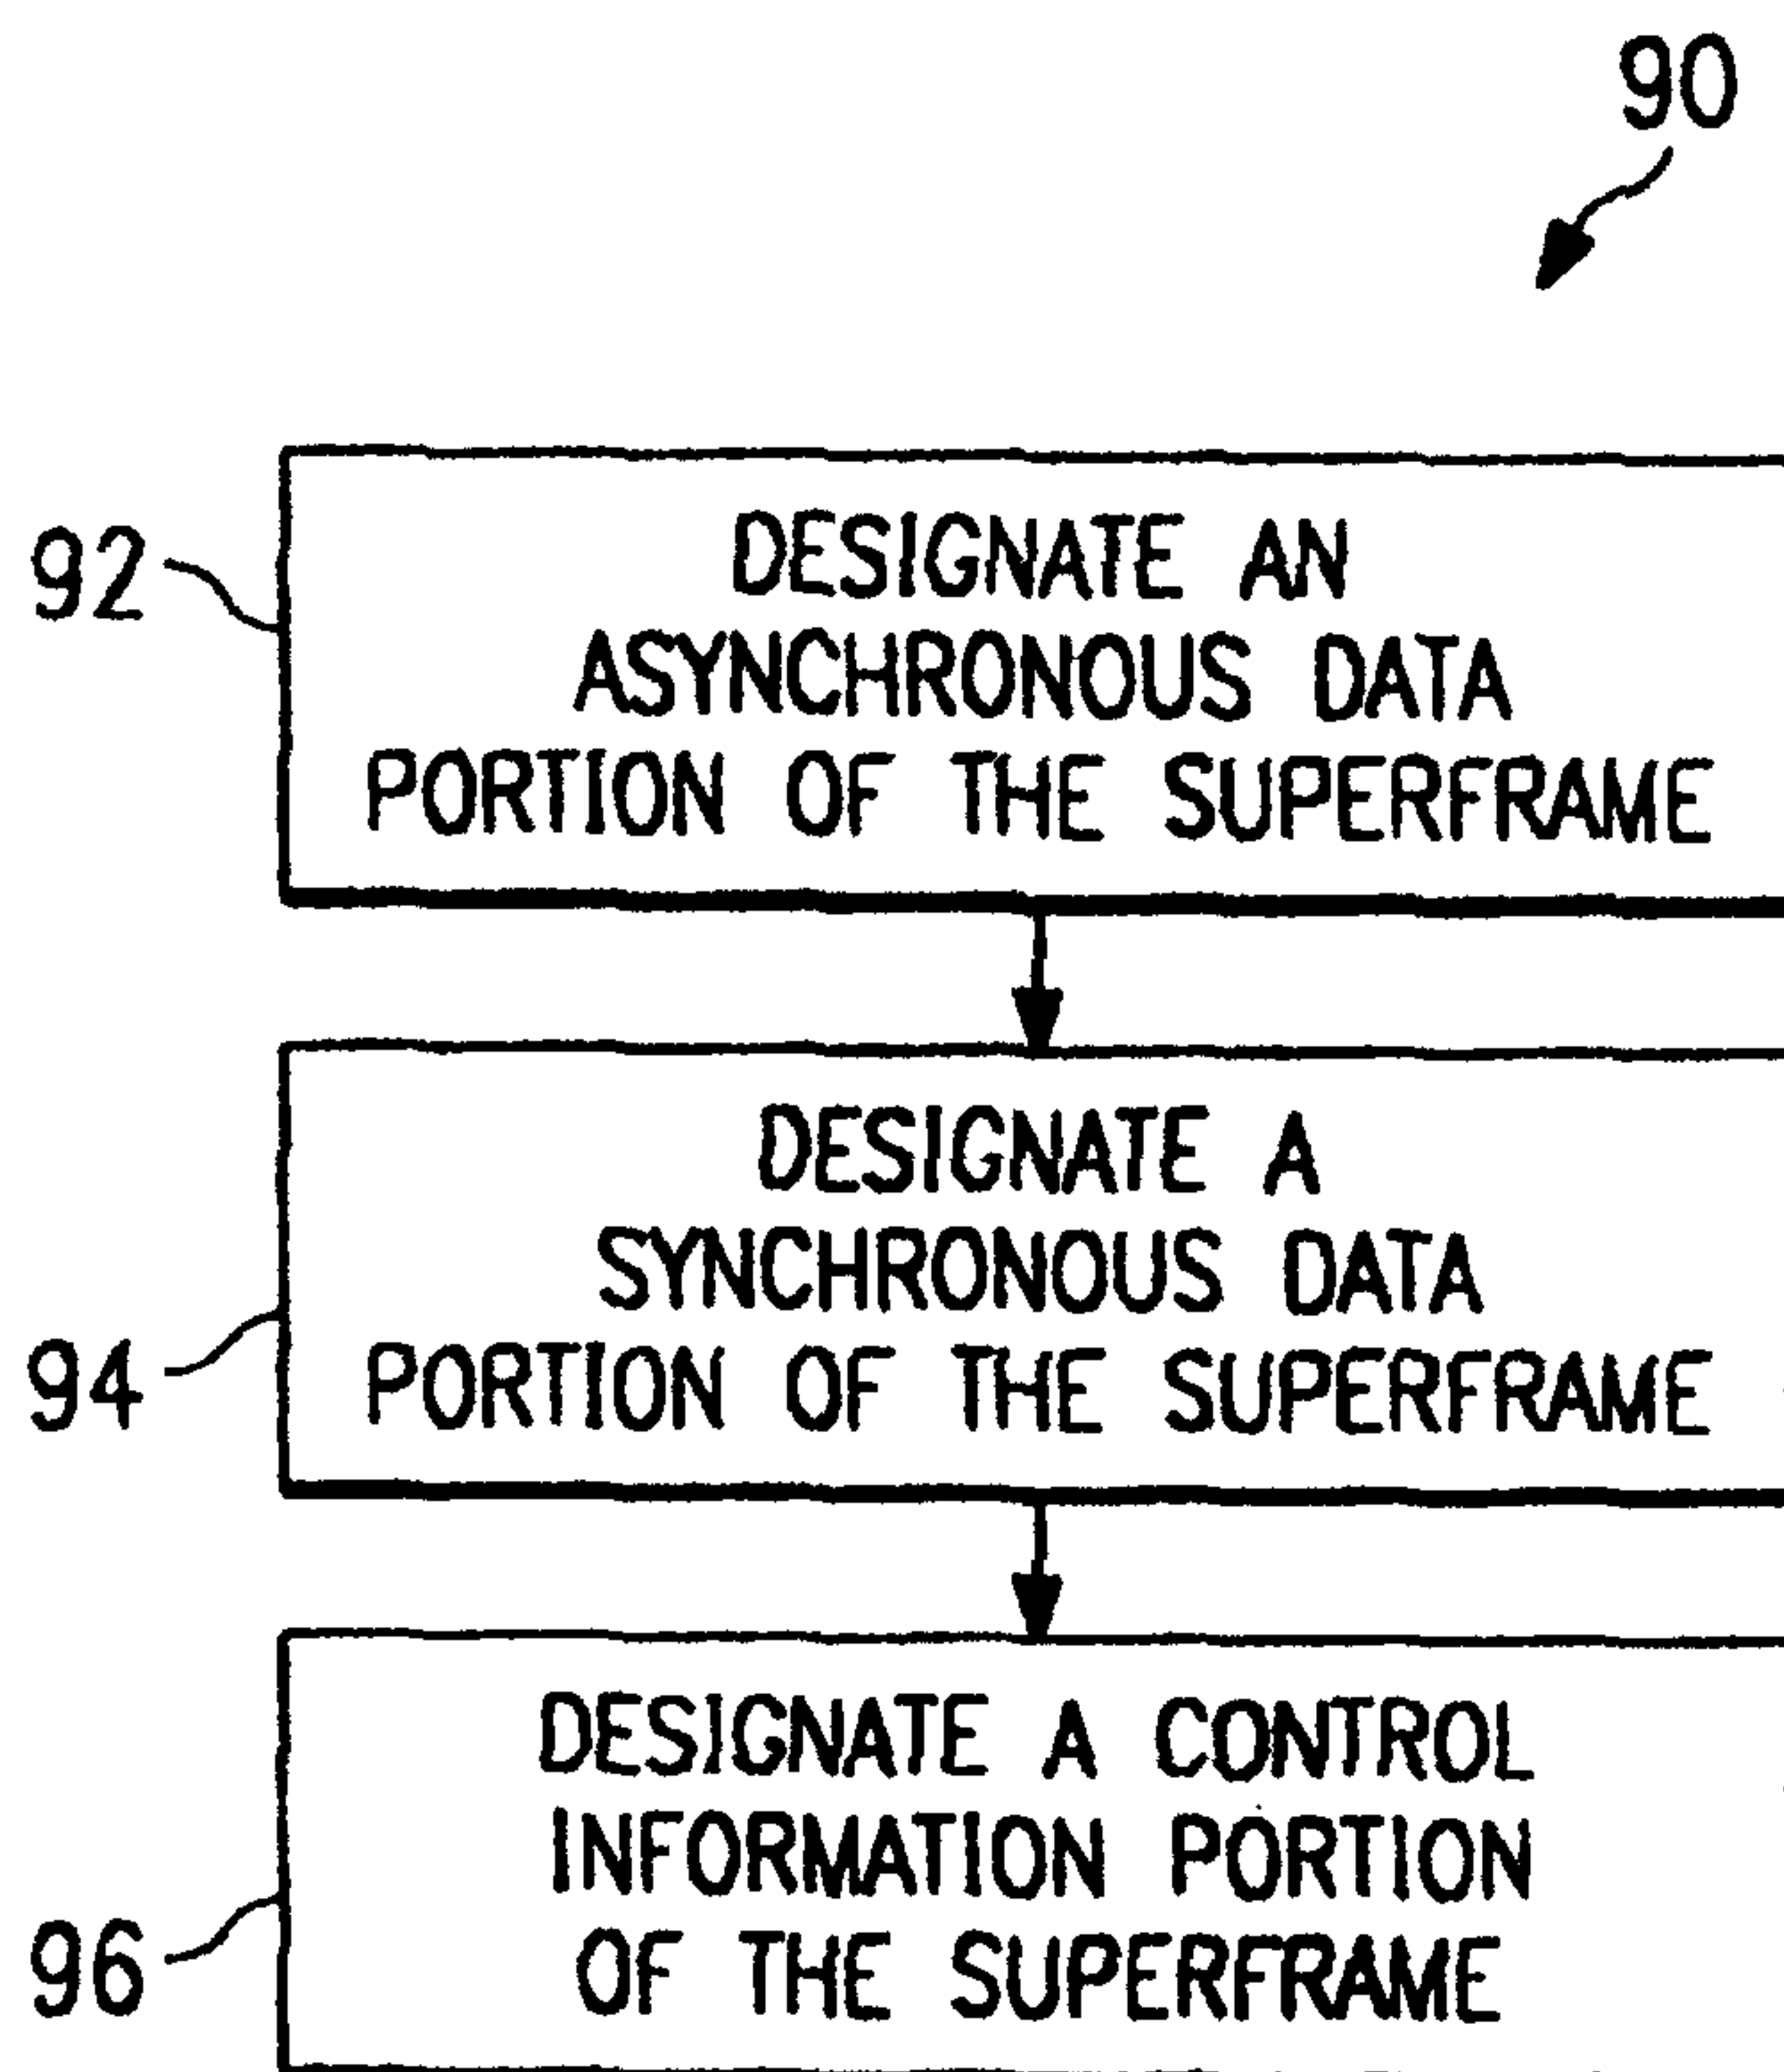 90
92
DESIGNATE AN
ASYNCHRONOUS DATA
PORTION OF THE SUPERFRAME
94
DESIGNATE A
SYNCHRONOUS DATA
PORTION OF THE SUPERFRAME
96
DESIGNATE A CONTROL
INFORMATION PORTION
OF THE SUPERFRAME